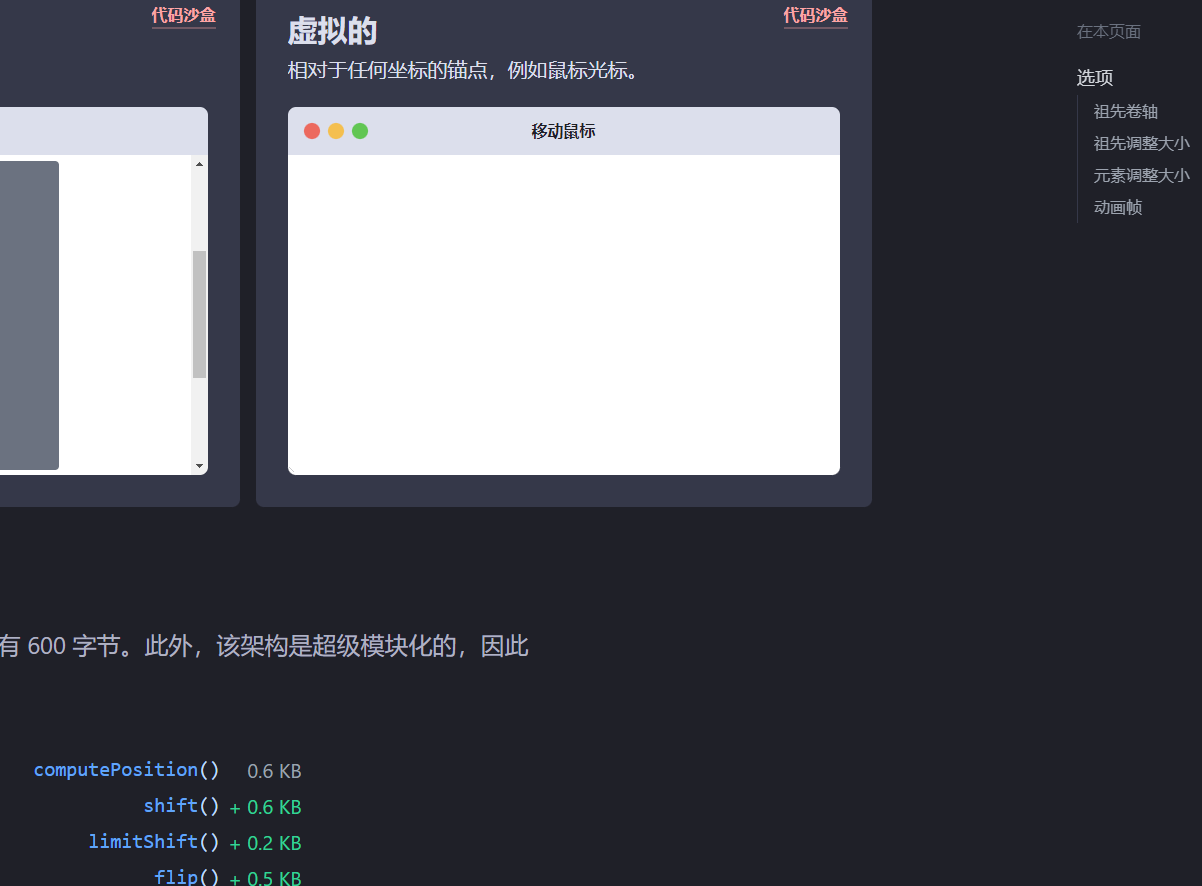 代码沙盒
虚拟的
代码沙盒
相对于任何坐标的锚点，例如鼠标光标。
移动鼠标
有 600 字节。此外，该架构是超级模块化的，因此
computePosition() 0.6 KB
shift() + 0.6 KB
limitShift() + 0.2 KB
flip() + 0.5 KB
在本页面
选项
祖先卷轴
祖先调整大小
元素调整大小
动画帧